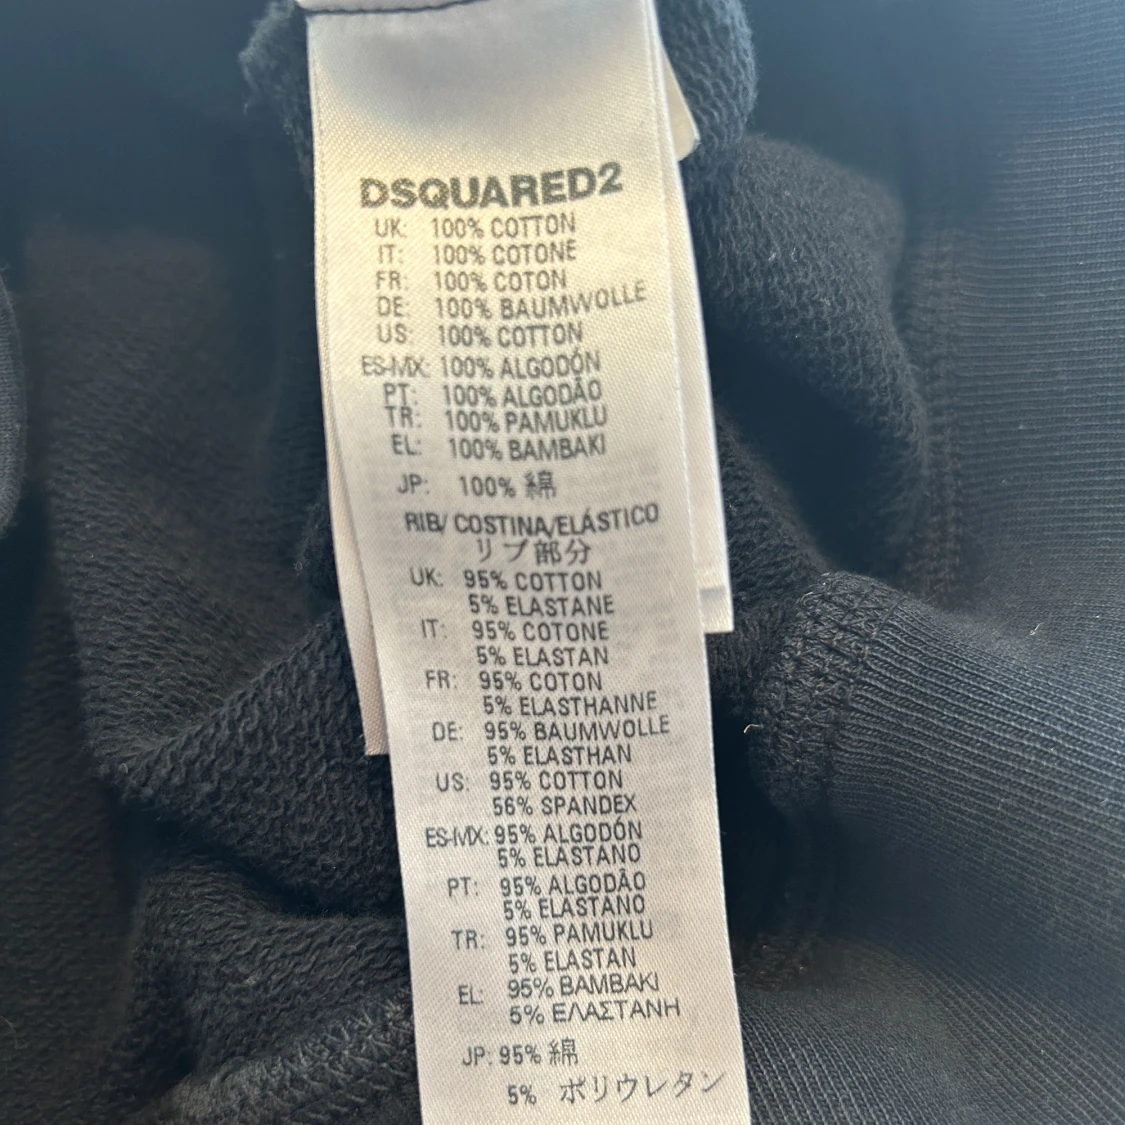 DSQUARED2
UK: 100% COTTON
IT: 100% COTONE
FR: 100% COTON
DE: 100% BAUMWOLLE
US: 100% COTTON
ES-MX: 100% ALGODÓN
PT: 100% ALGODÃO
TR: 100% PAMUKLU
EL: 100% BAMBAKI
JP: 100% 綿
RIB/ COSTINA/ELÁSTICO
リブ部分
UK: 95% COTTON
5% ELASTANE
IT: 95% COTONE
5% ELASTAN
FR: 95% COTON
5% ELASTHANNE
DE: 95% BAUMWOLLE
5% ELASTHAN
US: 95% COTTON
56% SPANDEX
ES-MX: 95% ALGODÓN
5% ELASTANO
PT: 95% ALGODÃO
5% ELASTANO
TR: 95% PAMUKLU
5% ELASTAN
EL: 95% BAMBAKI
5% ΕΛΑΣΤΑΝΗ
JP: 95% 綿
5% ポリウレタン